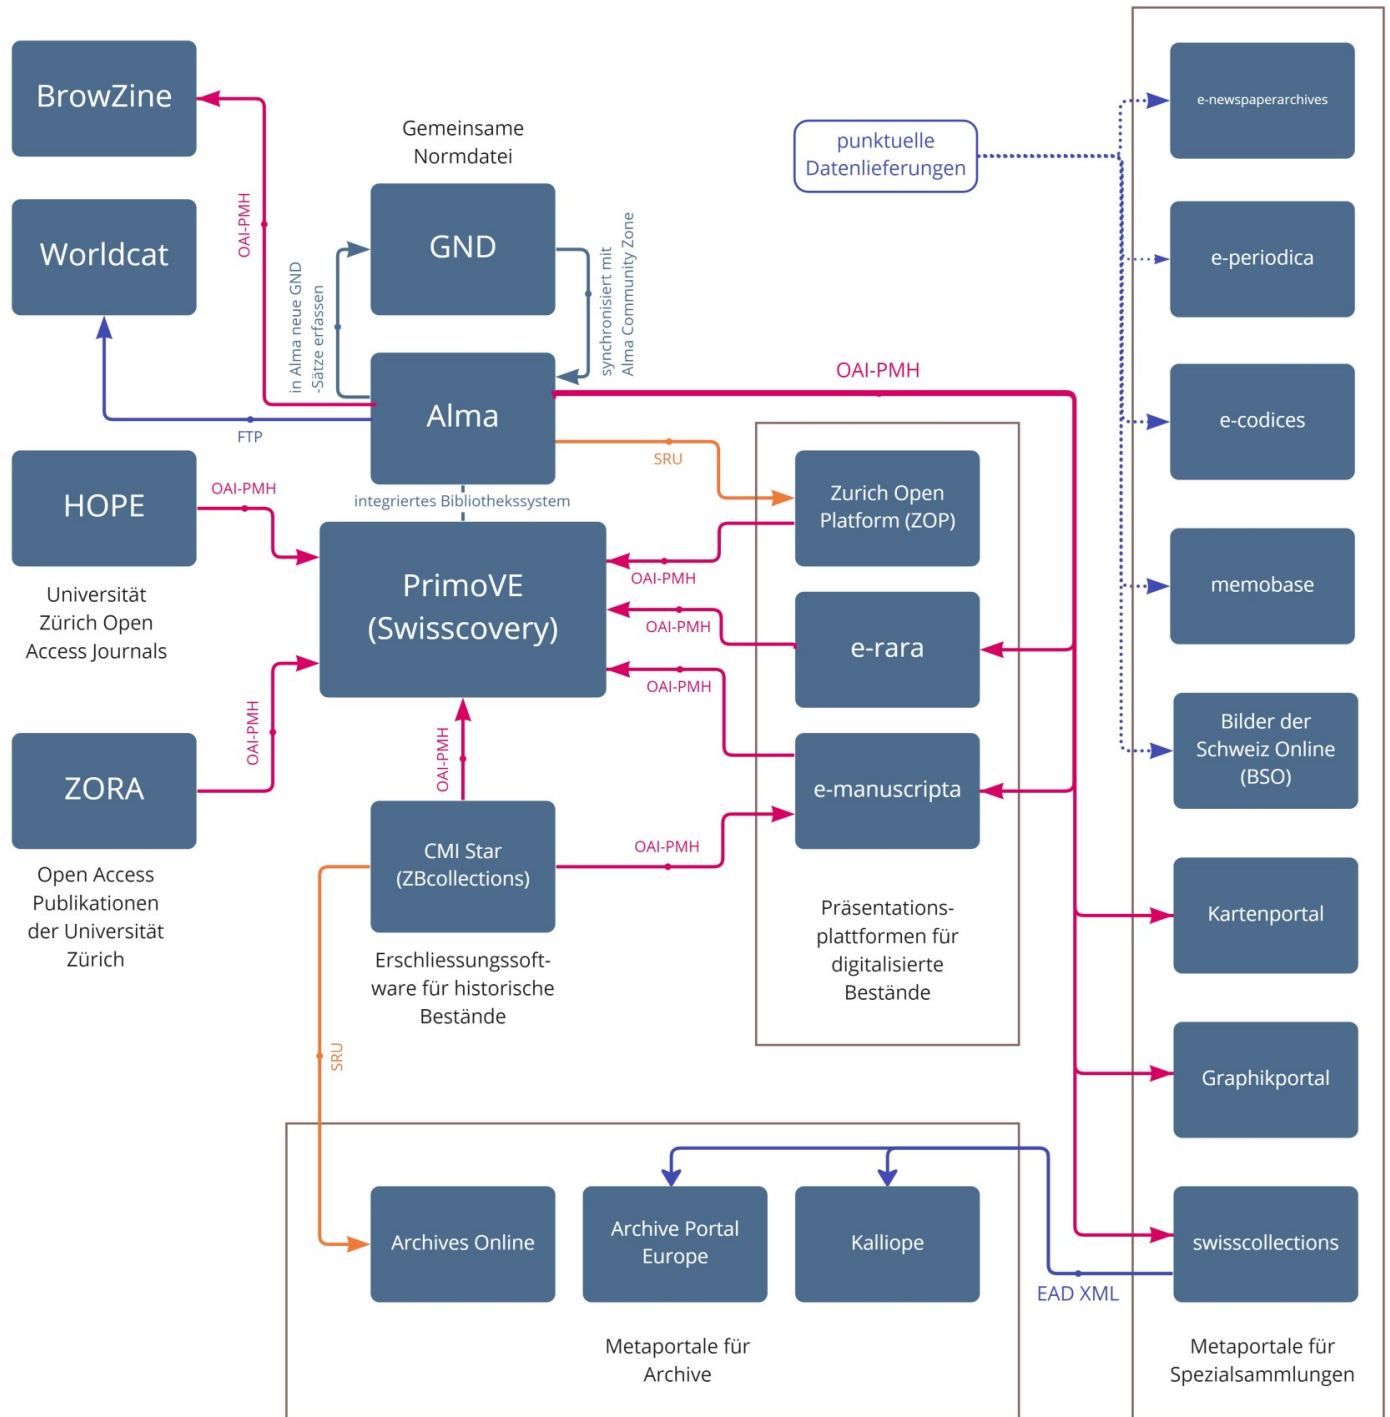 BrowZine
Worldcat
OAI-PMH
FTP
Gemeinsame
Normdatei
GND
in Alma neue GND
-Sätze erfassen
synchronisiert mit
Alma Community Zone
Alma
integriertes Bibliothekssystem
PrimoVE
(Swisscovery)
HOPE
OAI-PMH
Universität
Zürich Open
Access Journals
ZORA
OAI-PMH
Open Access
Publikationen
der Universität
Zürich
OAI-PMH
CMI Star
(ZBcollections)
Erschliessungssoft-
ware für historische
Bestände
SRU
OAI-PMH
OAI-PMH
SRU
Zurich Open
Platform (ZOP)
OAI-PMH
e-rara
OAI-PMH
e-manuscripta
OAI-PMH
Präsentations-
plattformen für
digitalisierte
Bestände
punktuelle
Datenlieferungen
e-newspaperarchives
e-periodica
e-codices
memobase
Bilder der
Schweiz Online
(BSO)
Kartenportal
Graphikportal
swisscollections
EAD XML
Metaportale für
Spezialsammlungen
Archives Online
Archive Portal
Europe
Kalliope
Metaportale für
Archive